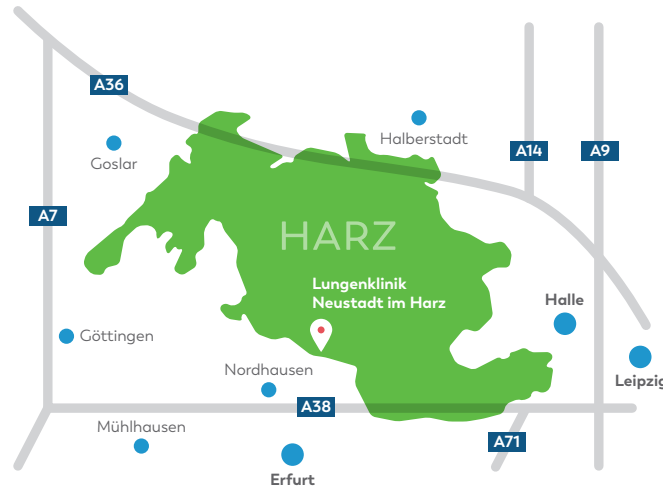 A36
Halberstadt
Goslar
A14
A9
A7
HARZ
Lungenklinik
Neustadt im Harz
Halle
Göttingen
Nordhausen
Leipzig
A38
Mühlhausen
A71
Erfurt